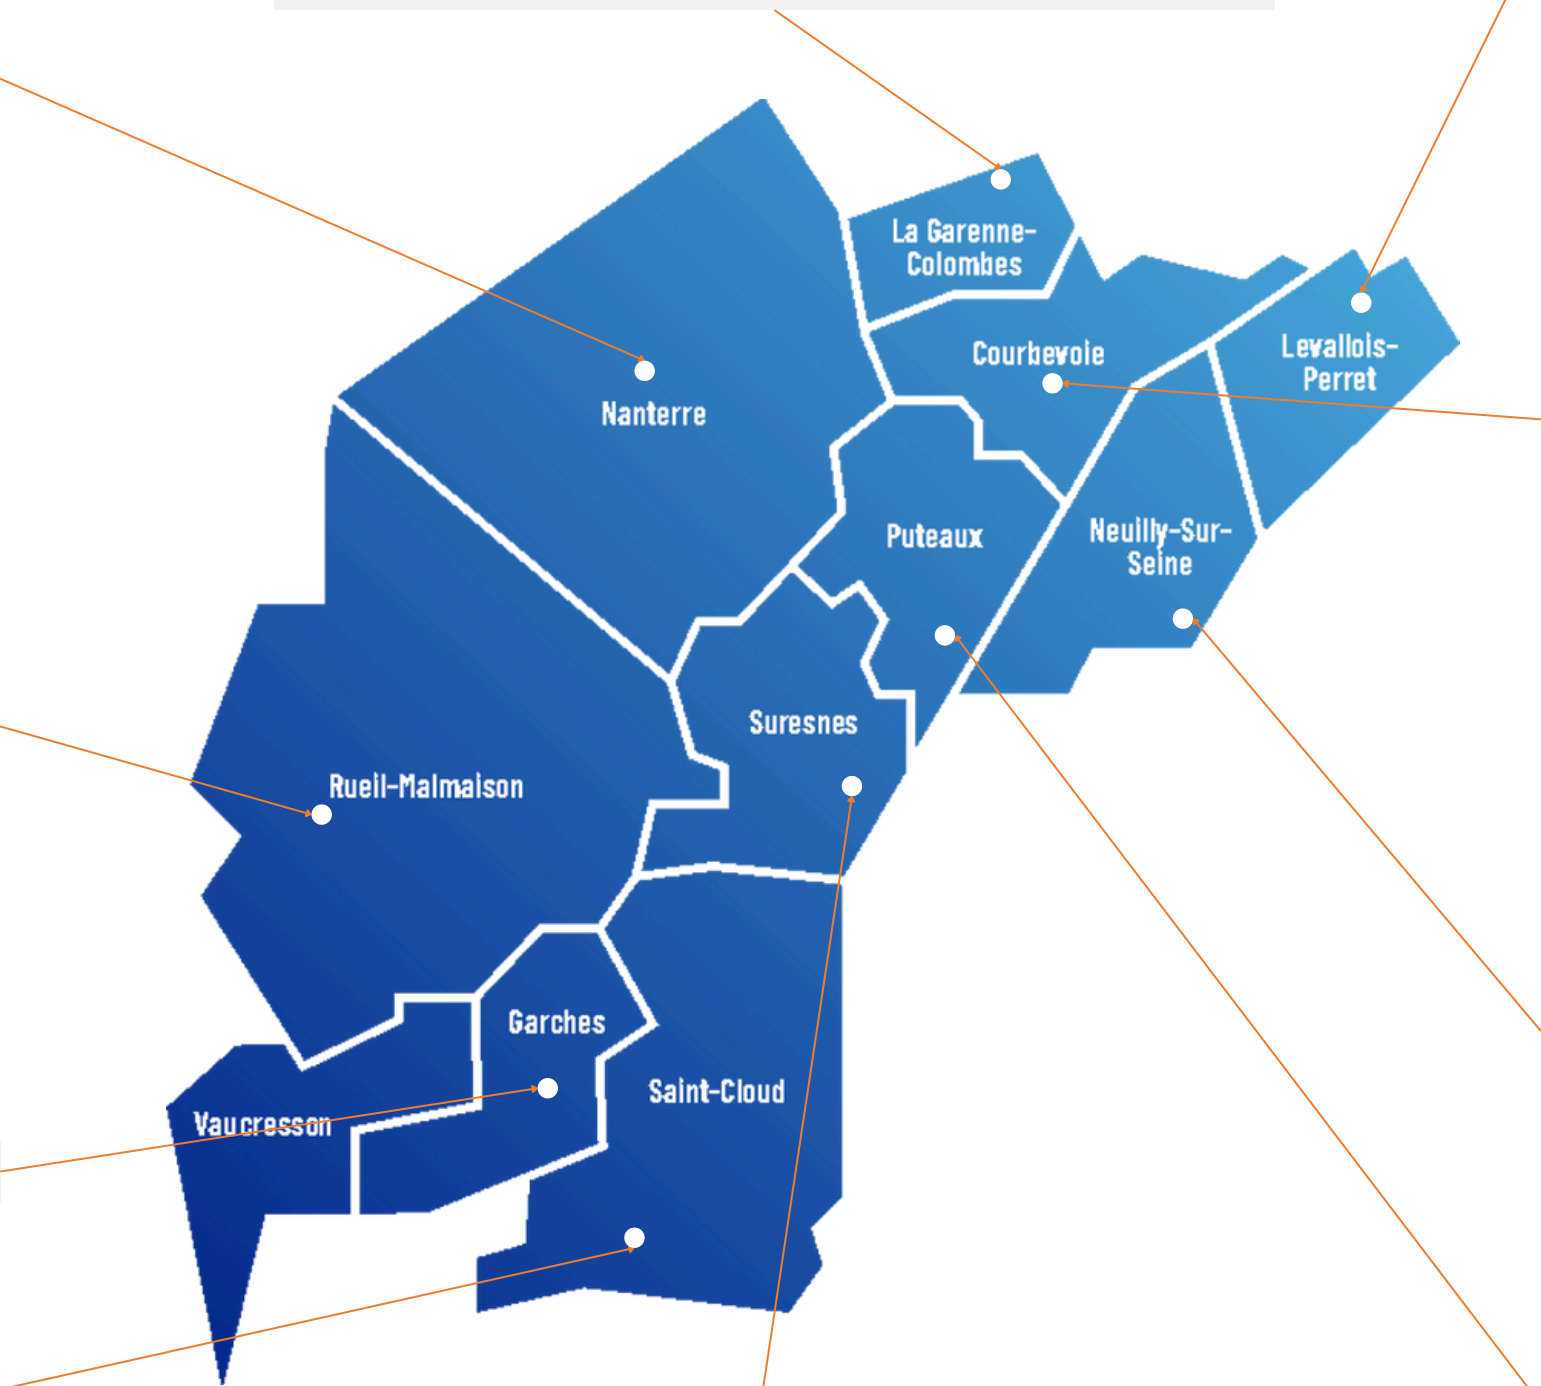 La Garenne-
Colombes
Courbevoie
Levallois-
Perret
Nanterre
Puteaux
Neuilly-Sur-
Seine
Suresnes
Rueil-Malmaison
Garches
Saint-Cloud
Vaucresson